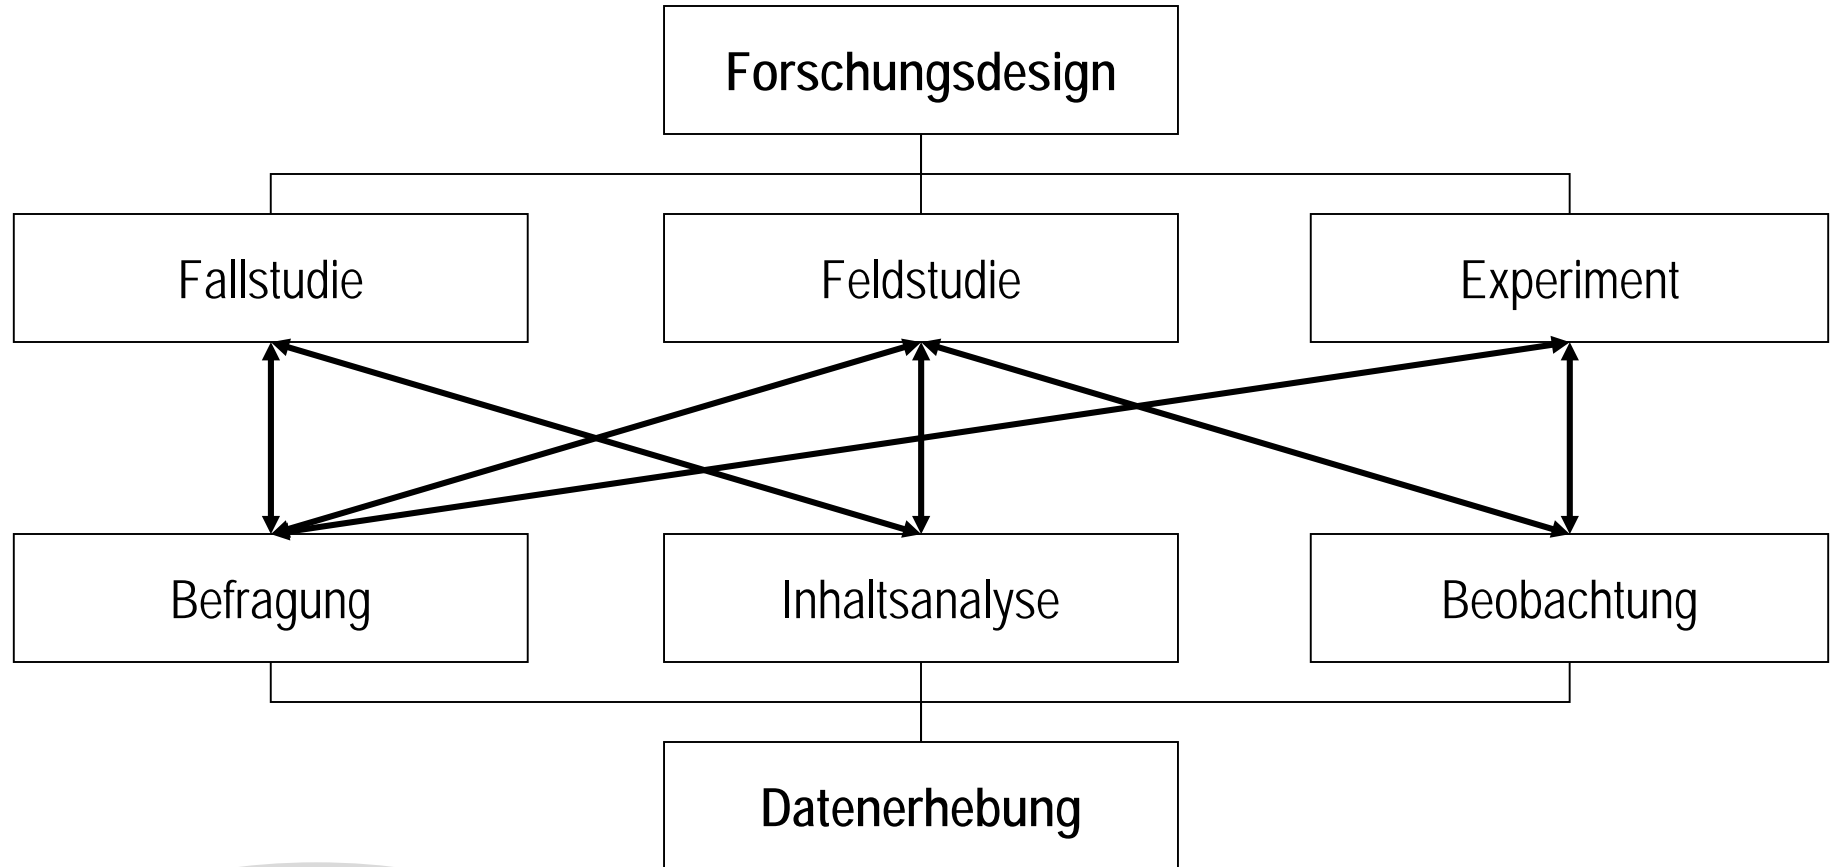 Forschungsdesign
Fallstudie
Feldstudie
Experiment
Befragung
Inhaltsanalyse
Beobachtung
Datenerhebung